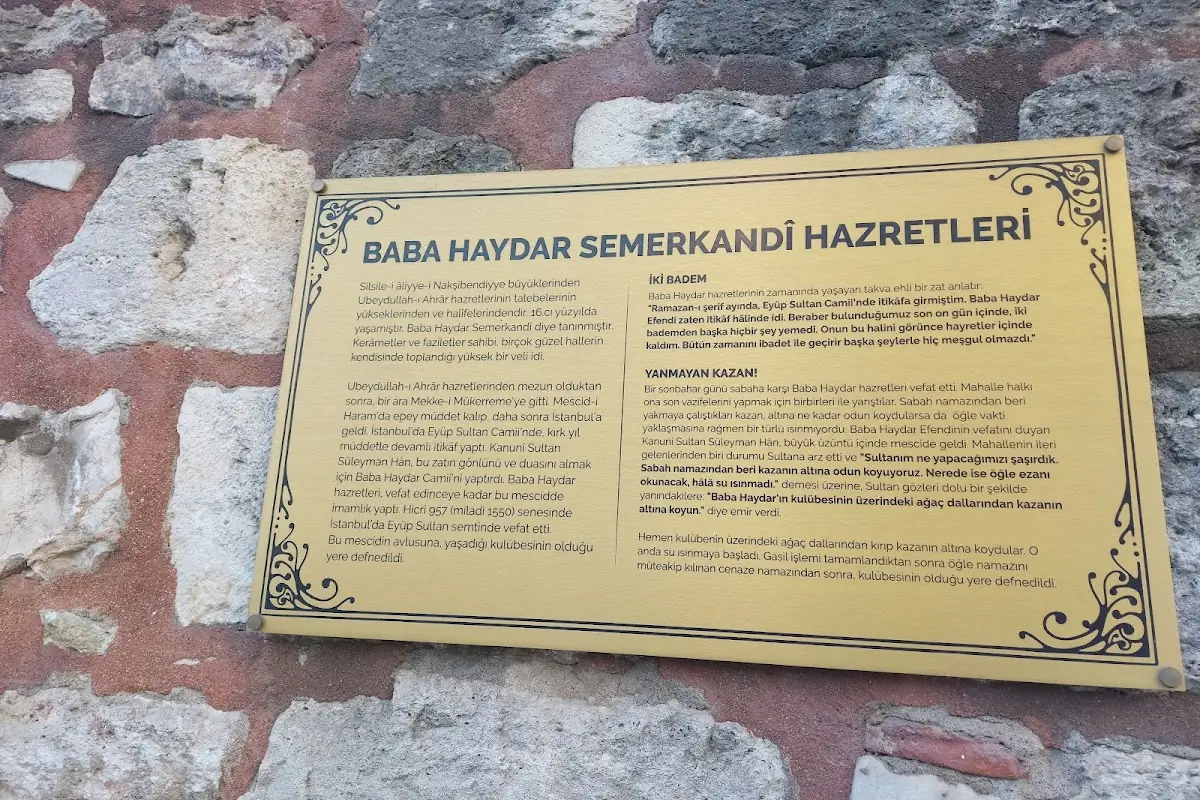 BABA HAYDAR SEMERKANDÎ HAZRETLERİ
Silsile-i âliyye-i Nakşibendiyye büyüklerinden
Ubeydullah-ı Ahrâr hazretlerinin talebelerinin
yükseklerinden ve halifelerindendir. 16.cı yüzyılda
yaşamıştır. Baba Haydar Semerkandî diye tanınmıştır.
Kerâmetler ve faziletler sahibi, birçok güzel hallerin
kendisinde toplandığı yüksek bir veli idi.
Ubeydullah-ı Ahrâr hazretlerinden mezun olduktan
sonra, bir ara Mekke-i Mükerreme'ye gitti. Mescid-i
Haram'da epey müddet kalıp, daha sonra İstanbul'a
geldi. İstanbul'da Eyüp Sultan Camii'nde, kırk yıl
müddetle devamlı itikâf yaptı. Kanuni Sultan
Süleyman Hân, bu zatın gönlünü ve duasını almak
için Baba Haydar Camii'ni yaptırdı. Baba Haydar
hazretleri, vefat edinceye kadar bu mescidde
imamlık yaptı. Hicri 957 (miladi 1550) senesinde
İstanbul'da Eyüp Sultan semtinde vefat etti.
Bu mescidin avlusuna, yaşadığı kulübesinin olduğu
yere defnedildi.
İKİ BADEM
Baba Haydar hazretlerinin zamanında yaşayan takva ehli bir zat anlatır:
"Ramazan-ı şerif ayında, Eyüp Sultan Camii'nde itikâfa girmiştim. Baba Haydar
Efendi zaten itikâf hâlinde idi. Beraber bulunduğumuz son on gün içinde, iki
bademden başka hiçbir şey yemedi. Onun bu halini görünce hayretler içinde
kaldım. Bütün zamanını ibadet ile geçirir başka şeylerle hiç meşgul olmazdı."
YANMAYAN KAZAN!
Bir sonbahar günü sabaha karşı Baba Haydar hazretleri vefat etti. Mahalle halkı
ona son vazifelerini yapmak için birbirleri ile yarıştılar. Sabah namazından beri
yakmaya çalıştıkları kazan, altına ne kadar odun koydularsa da öğle vakti
yaklaşmasına rağmen bir türlü ısınmıyordu. Baba Haydar Efendinin vefatını duyan
Kanuni Sultan Süleyman Hân, büyük üzüntü içinde mescide geldi. Mahallenin ileri
gelenlerinden biri durumu Sultana arz etti ve "Sultanım ne yapacağımızı şaşırdık.
Sabah namazından beri kazanın altına odun koyuyoruz. Nerede ise öğle ezanı
okunacak, hâlâ su ısınmadı." demesi üzerine, Sultan gözleri dolu bir şekilde
yanındakilere: "Baba Haydar'ın kulübesinin üzerindeki ağaç dallarından kazanın
altına koyun." diye emir verdi.
Hemen kulübenin üzerindeki ağaç dallarından kırıp kazanın altına koydular. O
anda su ısınmaya başladı. Gasil işlemi tamamlandıktan sonra öğle namazını
müteakip kılınan cenaze namazından sonra, kulübesinin olduğu yere defnedildi.